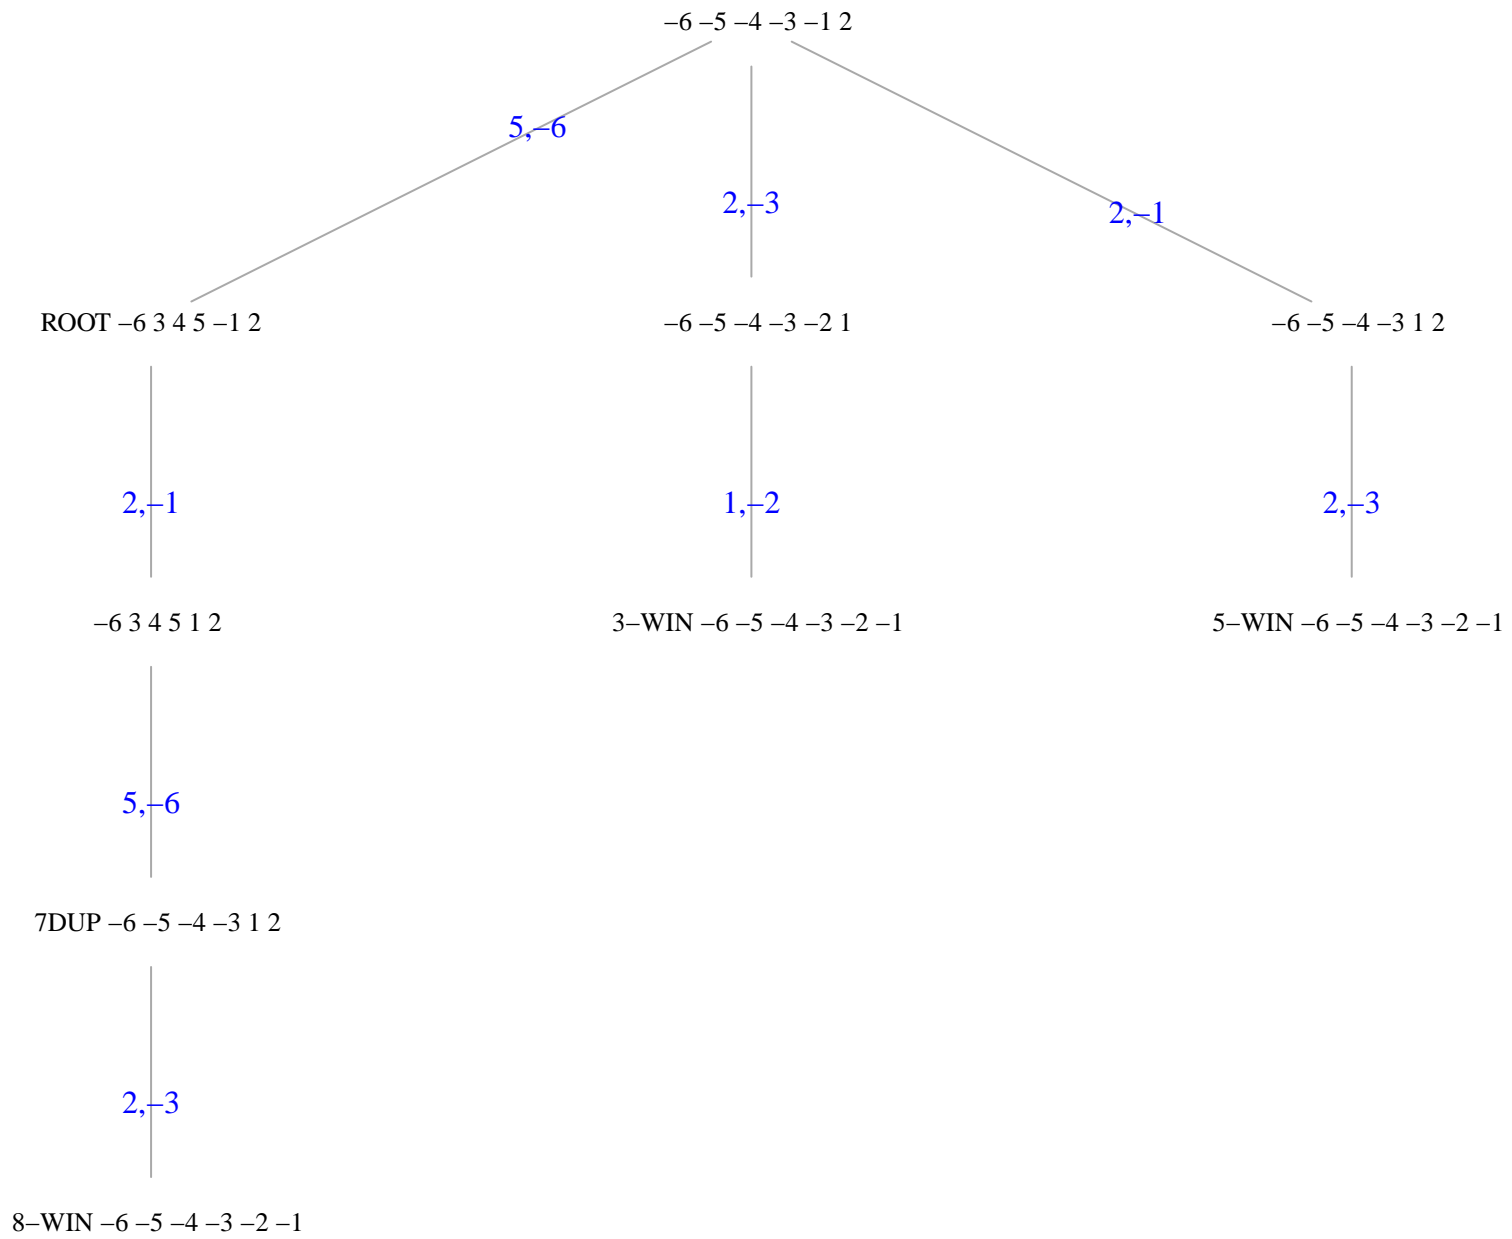 –6 –5 –4 –3 –1 2
5,–6
2,–3
2,–1
ROOT –6 3 4 5 –1 2
–6 –5 –4 –3 –2 1
–6 –5 –4 –3 1 2
2,–1
1,–2
2,–3
–6 3 4 5 1 2
3–WIN –6 –5 –4 –3 –2 –1
5–WIN –6 –5 –4 –3 –2 –1
5,–6
7DUP –6 –5 –4 –3 1 2
2,–3
8–WIN –6 –5 –4 –3 –2 –1